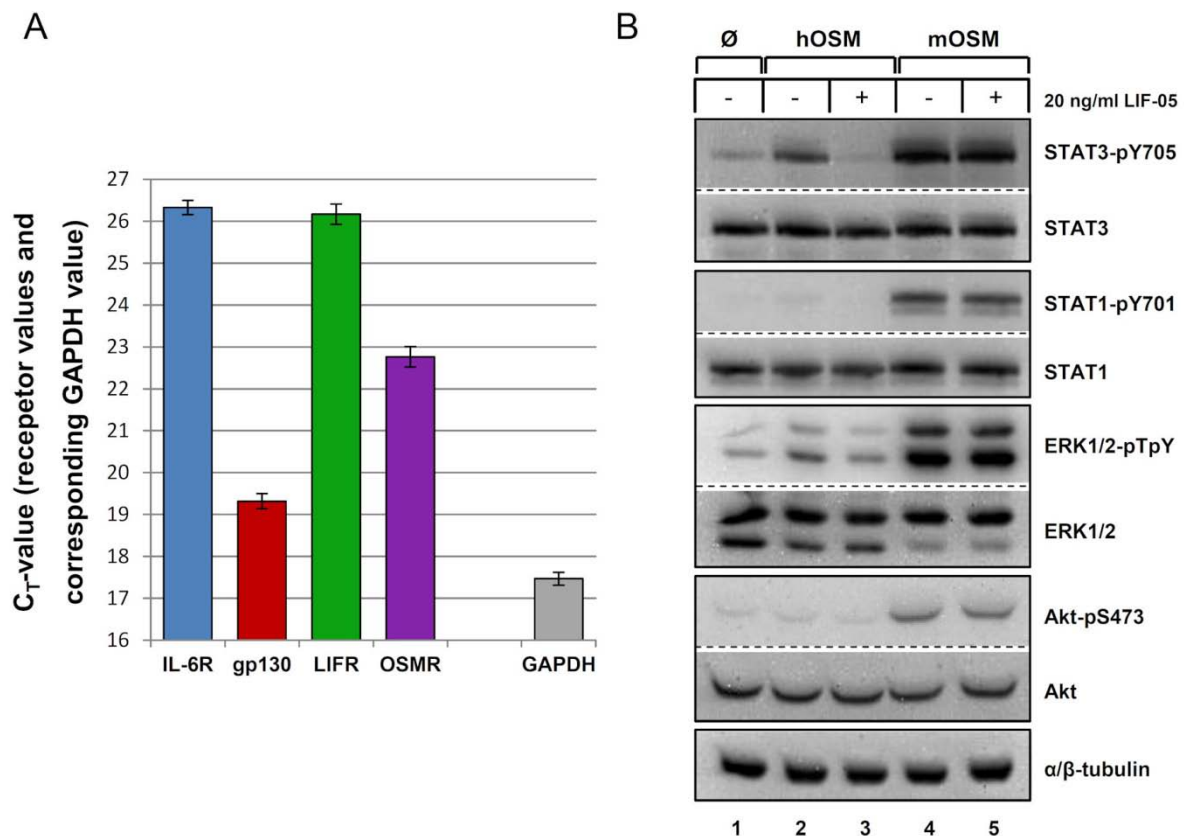 A
C_T-value (recepetor values and
corresponding GAPDH value)
27
26
25
24
23
22
21
20
19
18
17
16
IL-6R gp130 LIFR OSMR GAPDH
B
Ø hOSM mOSM
- - + - + 20 ng/ml LIF-05
STAT3-pY705
STAT3
STAT1-pY701
STAT1
ERK1/2-pTpY
ERK1/2
Akt-pS473
Akt
α/β-tubulin
1 2 3 4 5